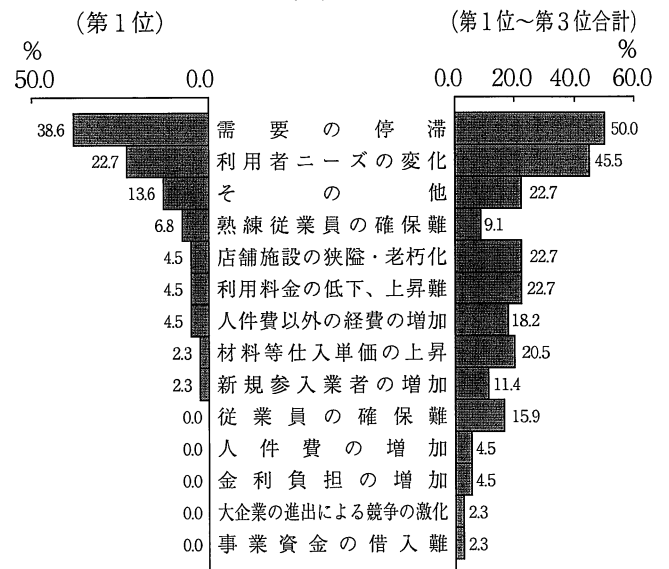 （第１位） （第１位～第３位合計）
% %
50.0 0.0 0.0 20.0 40.0 60.0
38.6 需要の停滞 50.0
22.7 利用者ニーズの変化 45.5
13.6 その他 22.7
6.8 熟練従業員の確保難 9.1
4.5 店舗施設の狭隘・老朽化 22.7
4.5 利用料金の低下、上昇難 22.7
4.5 人件費以外の経費の増加 18.2
2.3 材料等仕入単価の上昇 20.5
2.3 新規参入業者の増加 11.4
0.0 従業員の確保難 15.9
0.0 人件費の増加 4.5
0.0 金利負担の増加 4.5
0.0 大企業の進出による競争の激化 2.3
0.0 事業資金の借入難 2.3